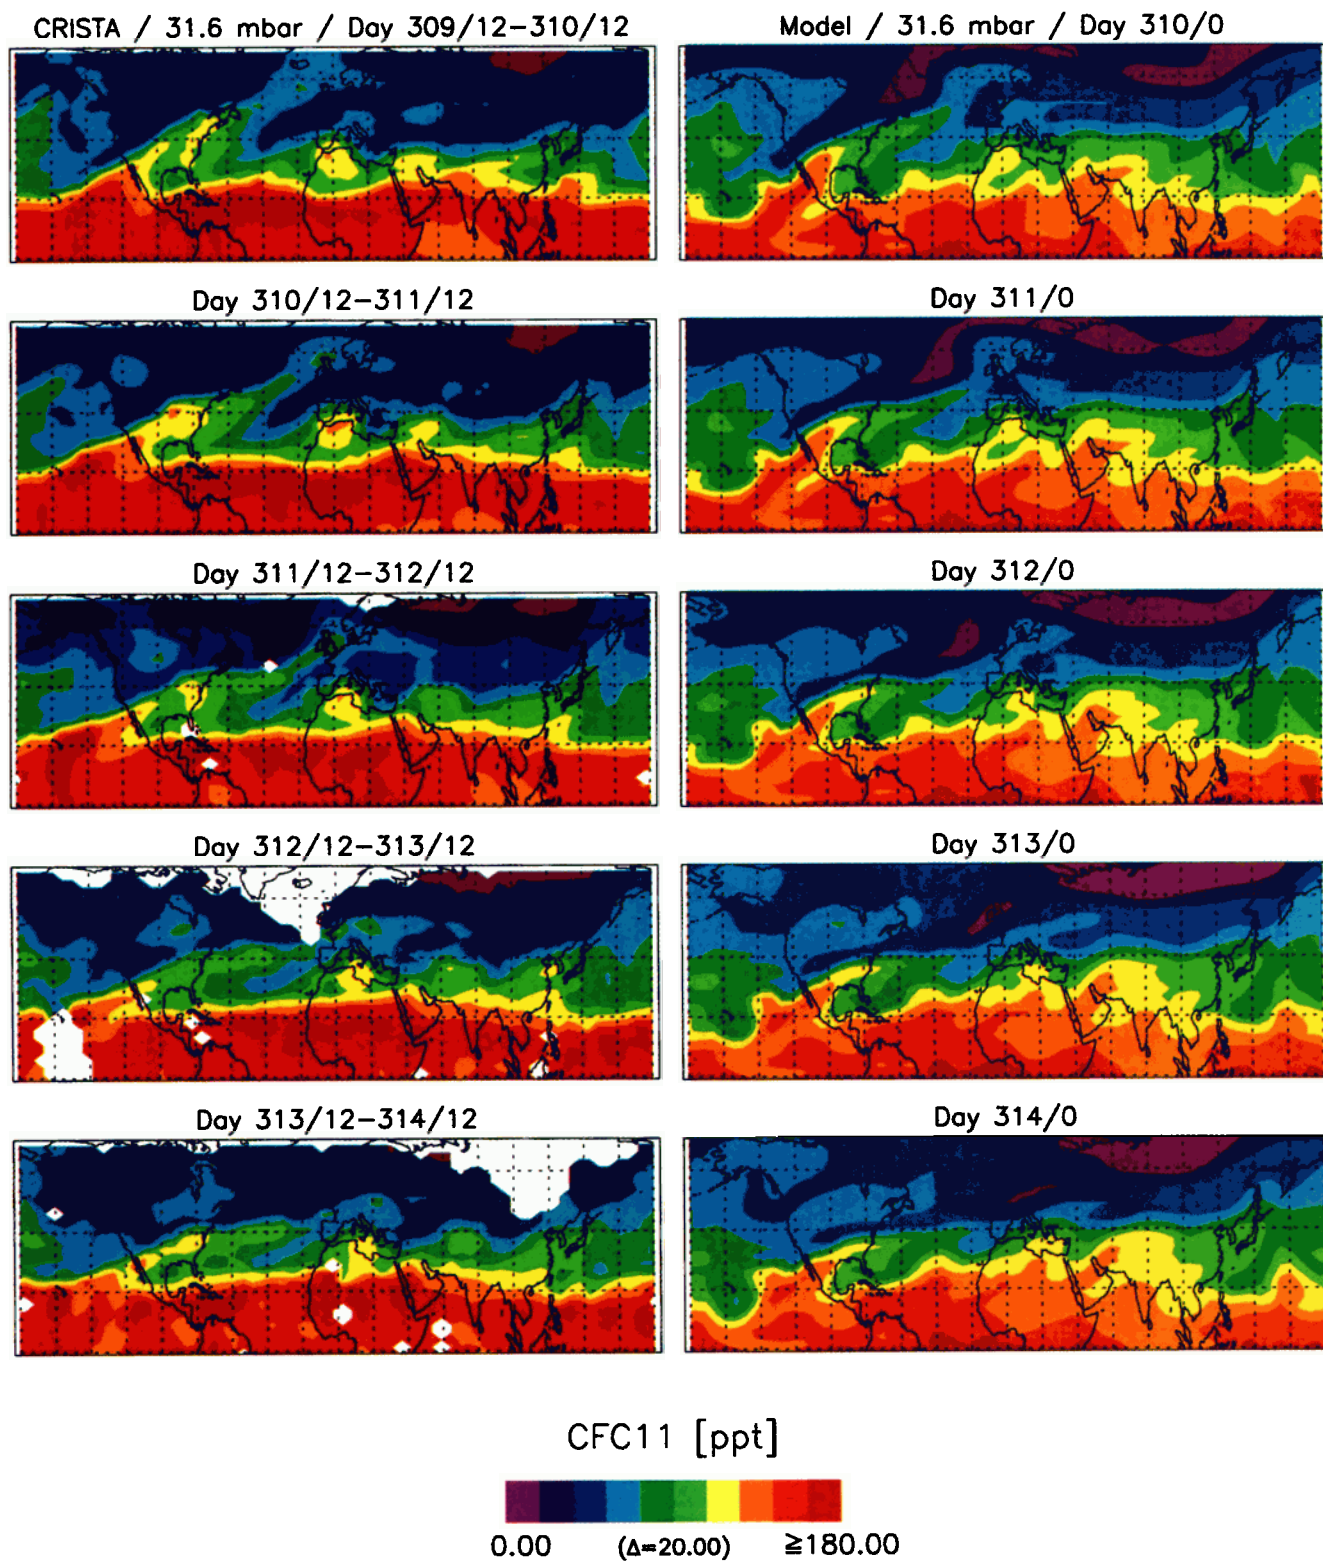 CRISTA / 31.6 mbar / Day 309/12-310/12
Model / 31.6 mbar / Day 310/0
Day 310/12-311/12
Day 311/0
Day 311/12-312/12
Day 312/0
Day 312/12-313/12
Day 313/0
Day 313/12-314/12
Day 314/0
CFC11 [ppt]
0.00 (Δ=20.00) ≧180.00